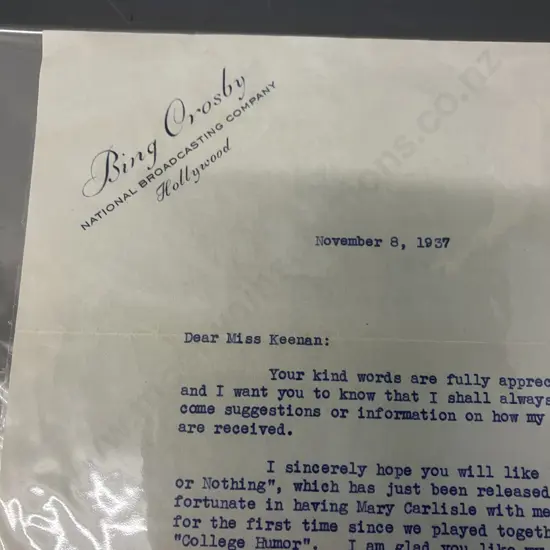 Bing Crosby
NATIONAL BROADCASTING COMPANY
Hollywood
November 8, 1937
Dear Miss Keenan:
Your kind words are fully apprec
and I want you to know that I shall always
come suggestions or information on how my
are received.
I sincerely hope you will like
or Nothing", which has just been released
fortunate in having Mary Carlisle with me
for the first time since we played togeth
"College Humor". I am glad you like my